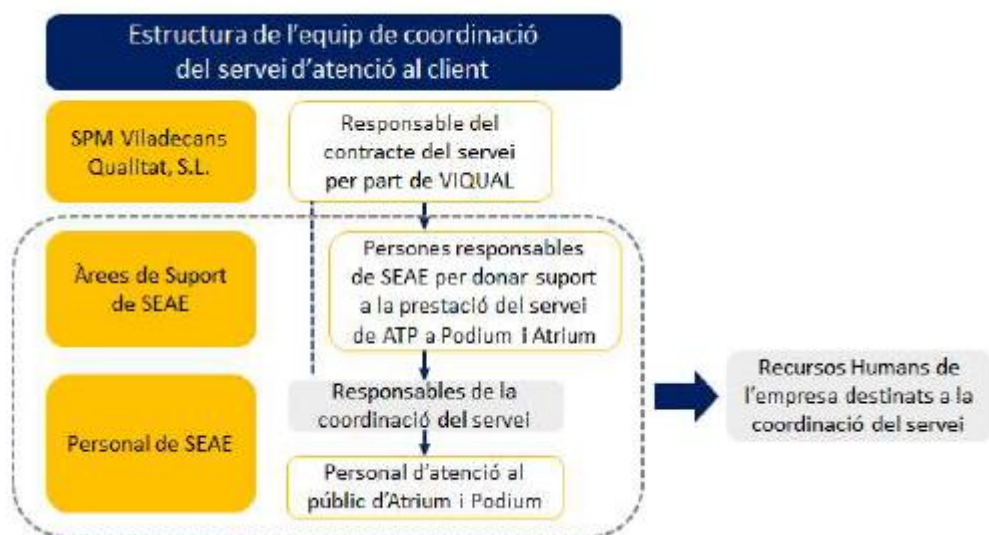 Estructura de l'equip de coordinació
del servei d'atenció al client
SPM Viladecans
Qualitat, S.L.
Responsable del
contracte del servei
per part de VIQUAL
Àrees de Suport
de SEAE
Persones responsables
de SEAE per donar suport
a la prestació del servei
de ATP a Podium i Atrium
Personal de SEAE
Responsables de la
coordinació del servei
Personal d'atenció al
públic d'Atrium i Podium
Recursos Humans de
l'empresa destinats a la
coordinació del servei